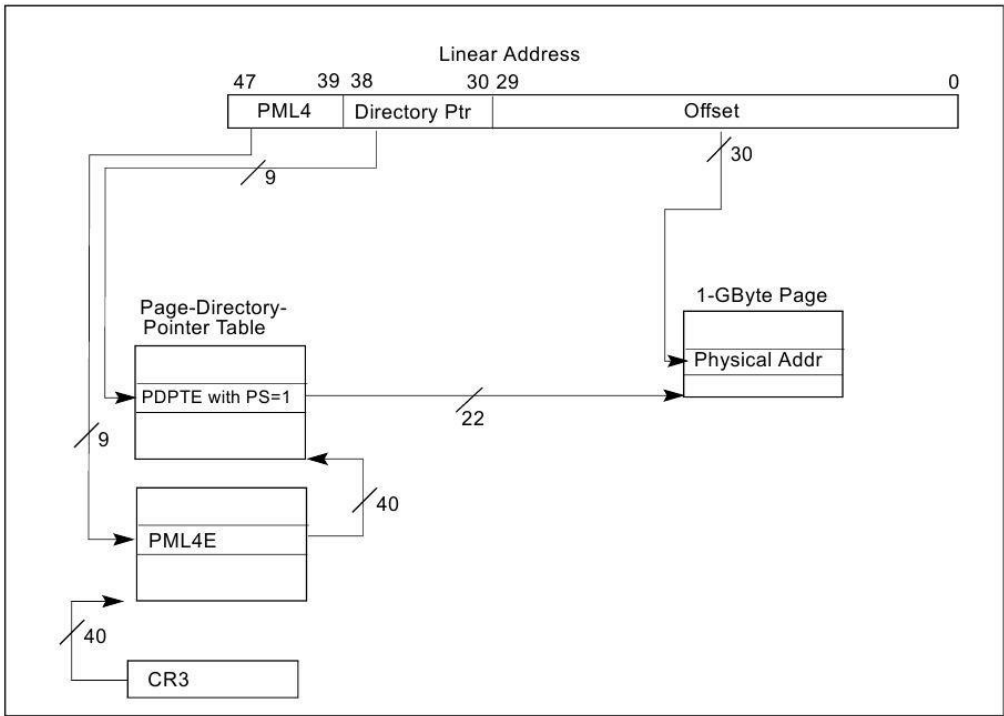 Linear Address
47 39 38 30 29 0
PML4 Directory Ptr Offset
9 30
1-GByte Page
Page-Directory-
Pointer Table
Physical Addr
PDPTE with PS=1
22
9
40
PML4E
40
CR3